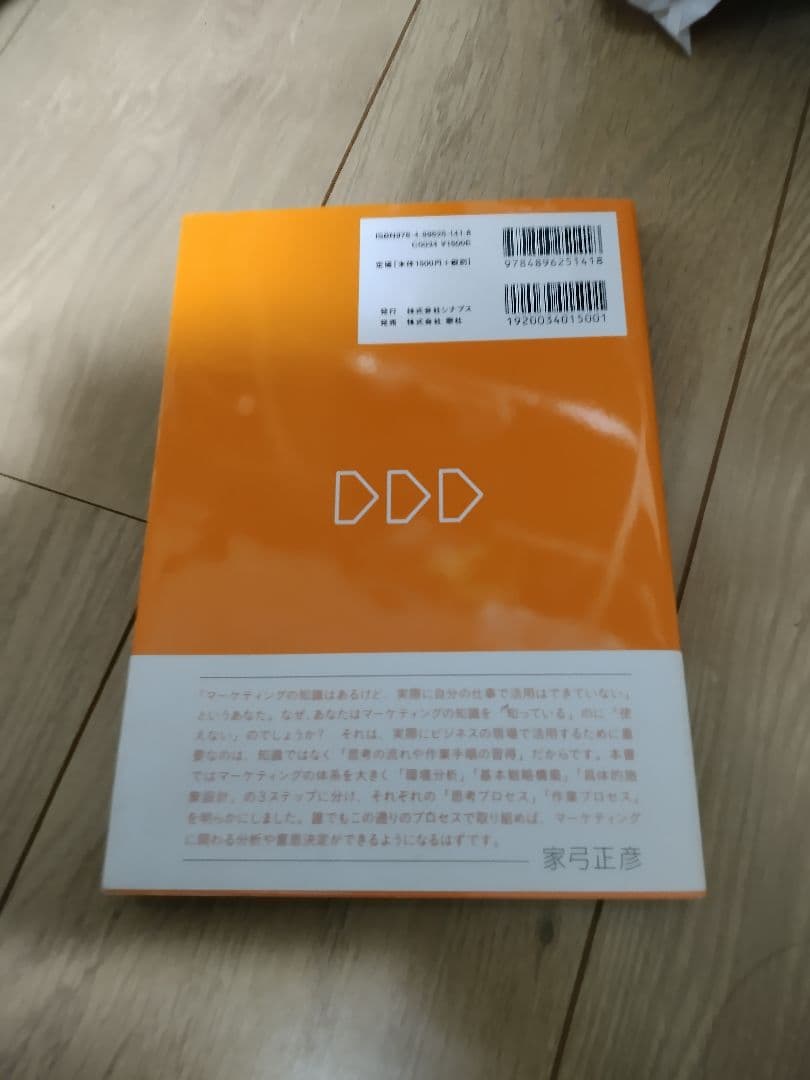 ISBN978-4-89625-141-8
C0034 ¥1500E
定価［本体1500円＋税別］
発行 株式会社シナプス
発売 株式会社
9784896251418
1920034015001
「マーケティングの知識はあるけど、実際に自分の仕事で活用はできていない」
というあなた。なぜ、あなたはマーケティングの知識を「知っている」のに「使
えない」のでしょうか？ それは、実際にビジネスの現場で活用するために重
要なのは、知識ではなく「思考の流れや作業手順の習得」だからです。本書
ではマーケティングの体系を大きく「環境分析」「基本戦略構築」「具体的施
策設計」の3ステップに分け、それぞれの「思考プロセス」「作業プロセス」
を明らかにしました。誰でもこの通りのプロセスで取り組めば、マーケティング
に関わる分析や意思決定ができるようになるはずです。
家弓正彦